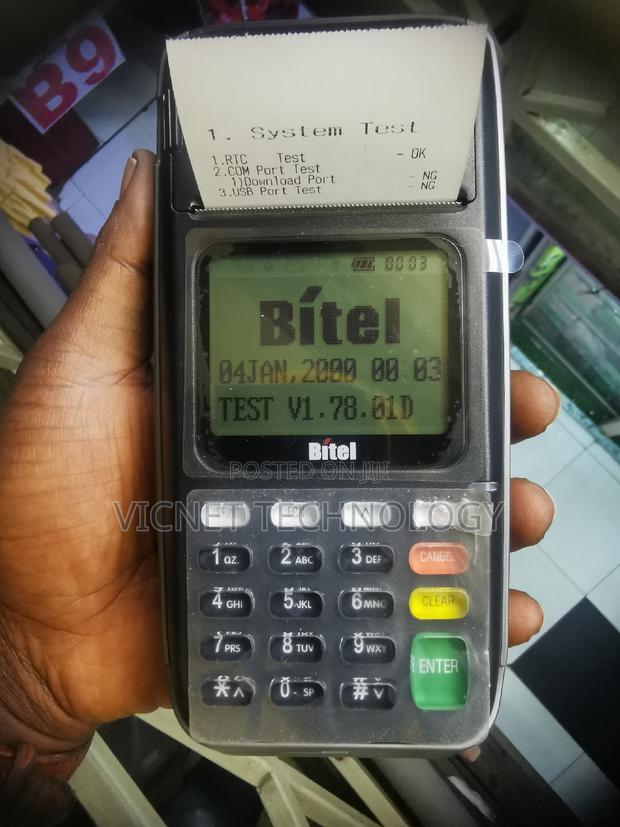 B9
1. System Test
1.RTC Test - OK
2.COM Port Test
1)Download Port - NG
3.USB Port Test - NG
00:03
Bitel
04JAN,2000 00 03
TEST V1.78.01D
Bitel
POSTED ON JIJI
VICNET TECHNOLOGY
1 QZ. 2 ABC 3 DEF CANCEL
4 GHI 5 JKL 6 MNO CLEAR
7 PRS 8 TUV 9 WXY ENTER
* ^ 0 - SP # v